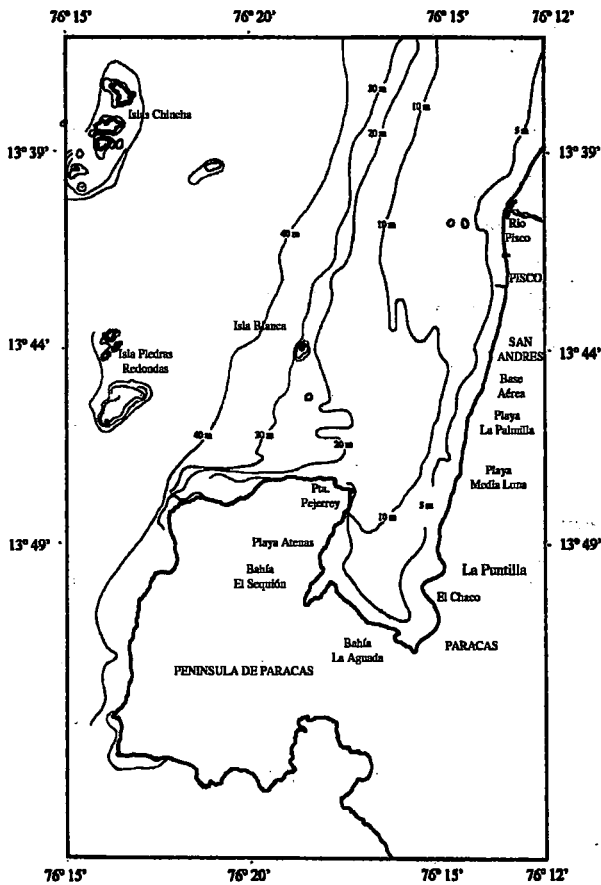 76° 15'
76° 20'
76° 15'
76° 12'
Islas Chincha
30 m
20 m
10 m
5 m
13° 39'
13° 39'
40 m
10 m
Rio
Pisco
PISCO
Isla Blanca
13° 44'
13° 44'
Isla Piedras
Redondas
SAN
ANDRES
Base
Aérea
Playa
La Palmilla
40 m
20 m
Playa
Media Luna
Pta.
Pejerrey
10 m
5 m
13° 49'
13° 49'
Playa Atenas
Bahía
El Sequión
La Puntilla
El Chaco
Bahía
La Aguada
PARACAS
PENINSULA DE PARACAS
76° 15'
76° 20'
76° 15'
76° 12'